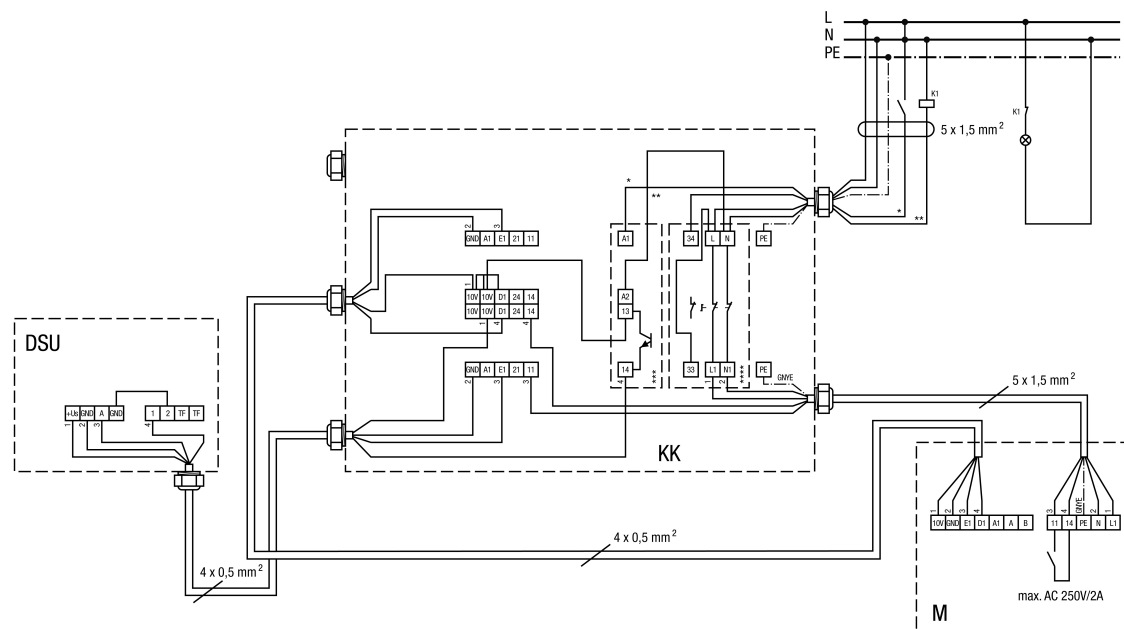 L
N
PE
K1
K1
5 x 1,5 mm²
*
**
*
**
2 3
GND A1 E1 21 11
A1
34 L N PE
1
10V 10V D1 24 14
10V 10V D1 24 14
1 4 4
A2
13
DSU
GND A1 E1 21 11
2 3 3
14
33 L1 N1 PE
4 *** 1 2 ****
GNYE
5 x 1,5 mm²
+Us GND A GND 1 2 TF TF
1 2 3 4
KK
1 2 3 4
3 4 GNYE 2 1
10V GND E1 D1 A1 A B
11 14 PE N L1
4 x 0,5 mm²
4 x 0,5 mm²
max. AC 250V/2A
M